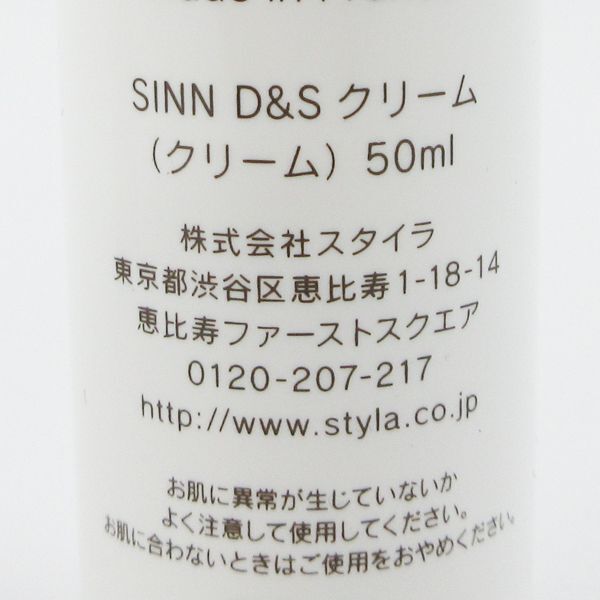 SINN D&S クリーム
(クリーム) 50ml
株式会社スタイラ
東京都渋谷区恵比寿1-18-14
恵比寿ファーストスクエア
0120-207-217
http://www.styla.co.jp
お肌に異常が生じていないか
よく注意して使用してください。
お肌に合わないときはご使用をおやめください。